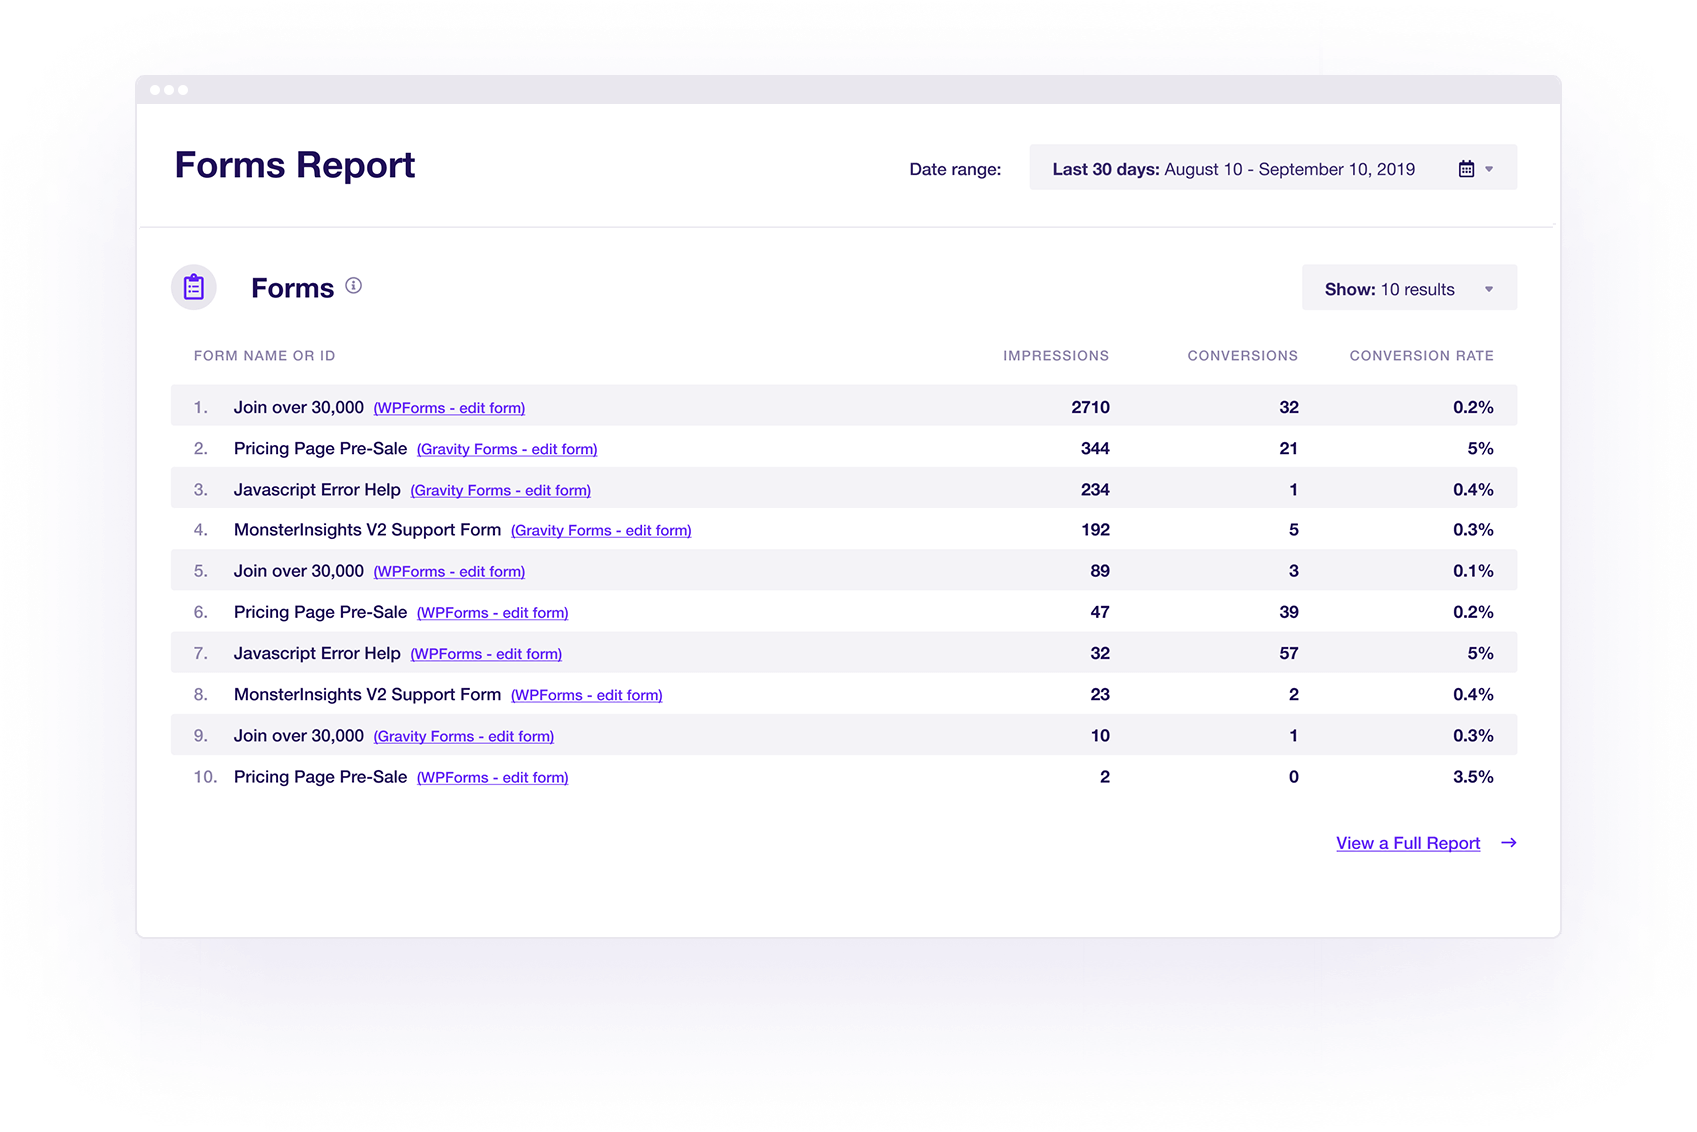 Forms Report
Date range: Last 30 days: August 10 - September 10, 2019
Forms
Show: 10 results
FORM NAME OR ID IMPRESSIONS CONVERSIONS CONVERSION RATE
1. Join over 30,000 (WPForms - edit form) 2710 32 0.2%
2. Pricing Page Pre-Sale (Gravity Forms - edit form) 344 21 5%
3. Javascript Error Help (Gravity Forms - edit form) 234 1 0.4%
4. MonsterInsights V2 Support Form (Gravity Forms - edit form) 192 5 0.3%
5. Join over 30,000 (WPForms - edit form) 89 3 0.1%
6. Pricing Page Pre-Sale (WPForms - edit form) 47 39 0.2%
7. Javascript Error Help (WPForms - edit form) 32 57 5%
8. MonsterInsights V2 Support Form (WPForms - edit form) 23 2 0.4%
9. Join over 30,000 (Gravity Forms - edit form) 10 1 0.3%
10. Pricing Page Pre-Sale (WPForms - edit form) 2 0 3.5%
View a Full Report →